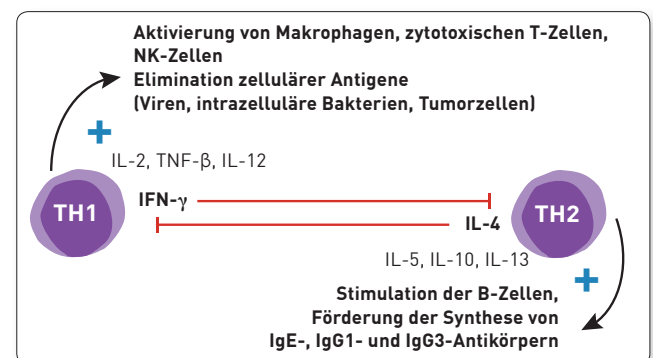 Aktivierung von Makrophagen, zytotoxischen T-Zellen,
NK-Zellen
Elimination zellulärer Antigene
(Viren, intrazelluläre Bakterien, Tumorzellen)
+
IL-2, TNF-β, IL-12
TH1
IFN-γ
IL-4
TH2
IL-5, IL-10, IL-13
+
Stimulation der B-Zellen,
Förderung der Synthese von
IgE-, IgG1- und IgG3-Antikörpern